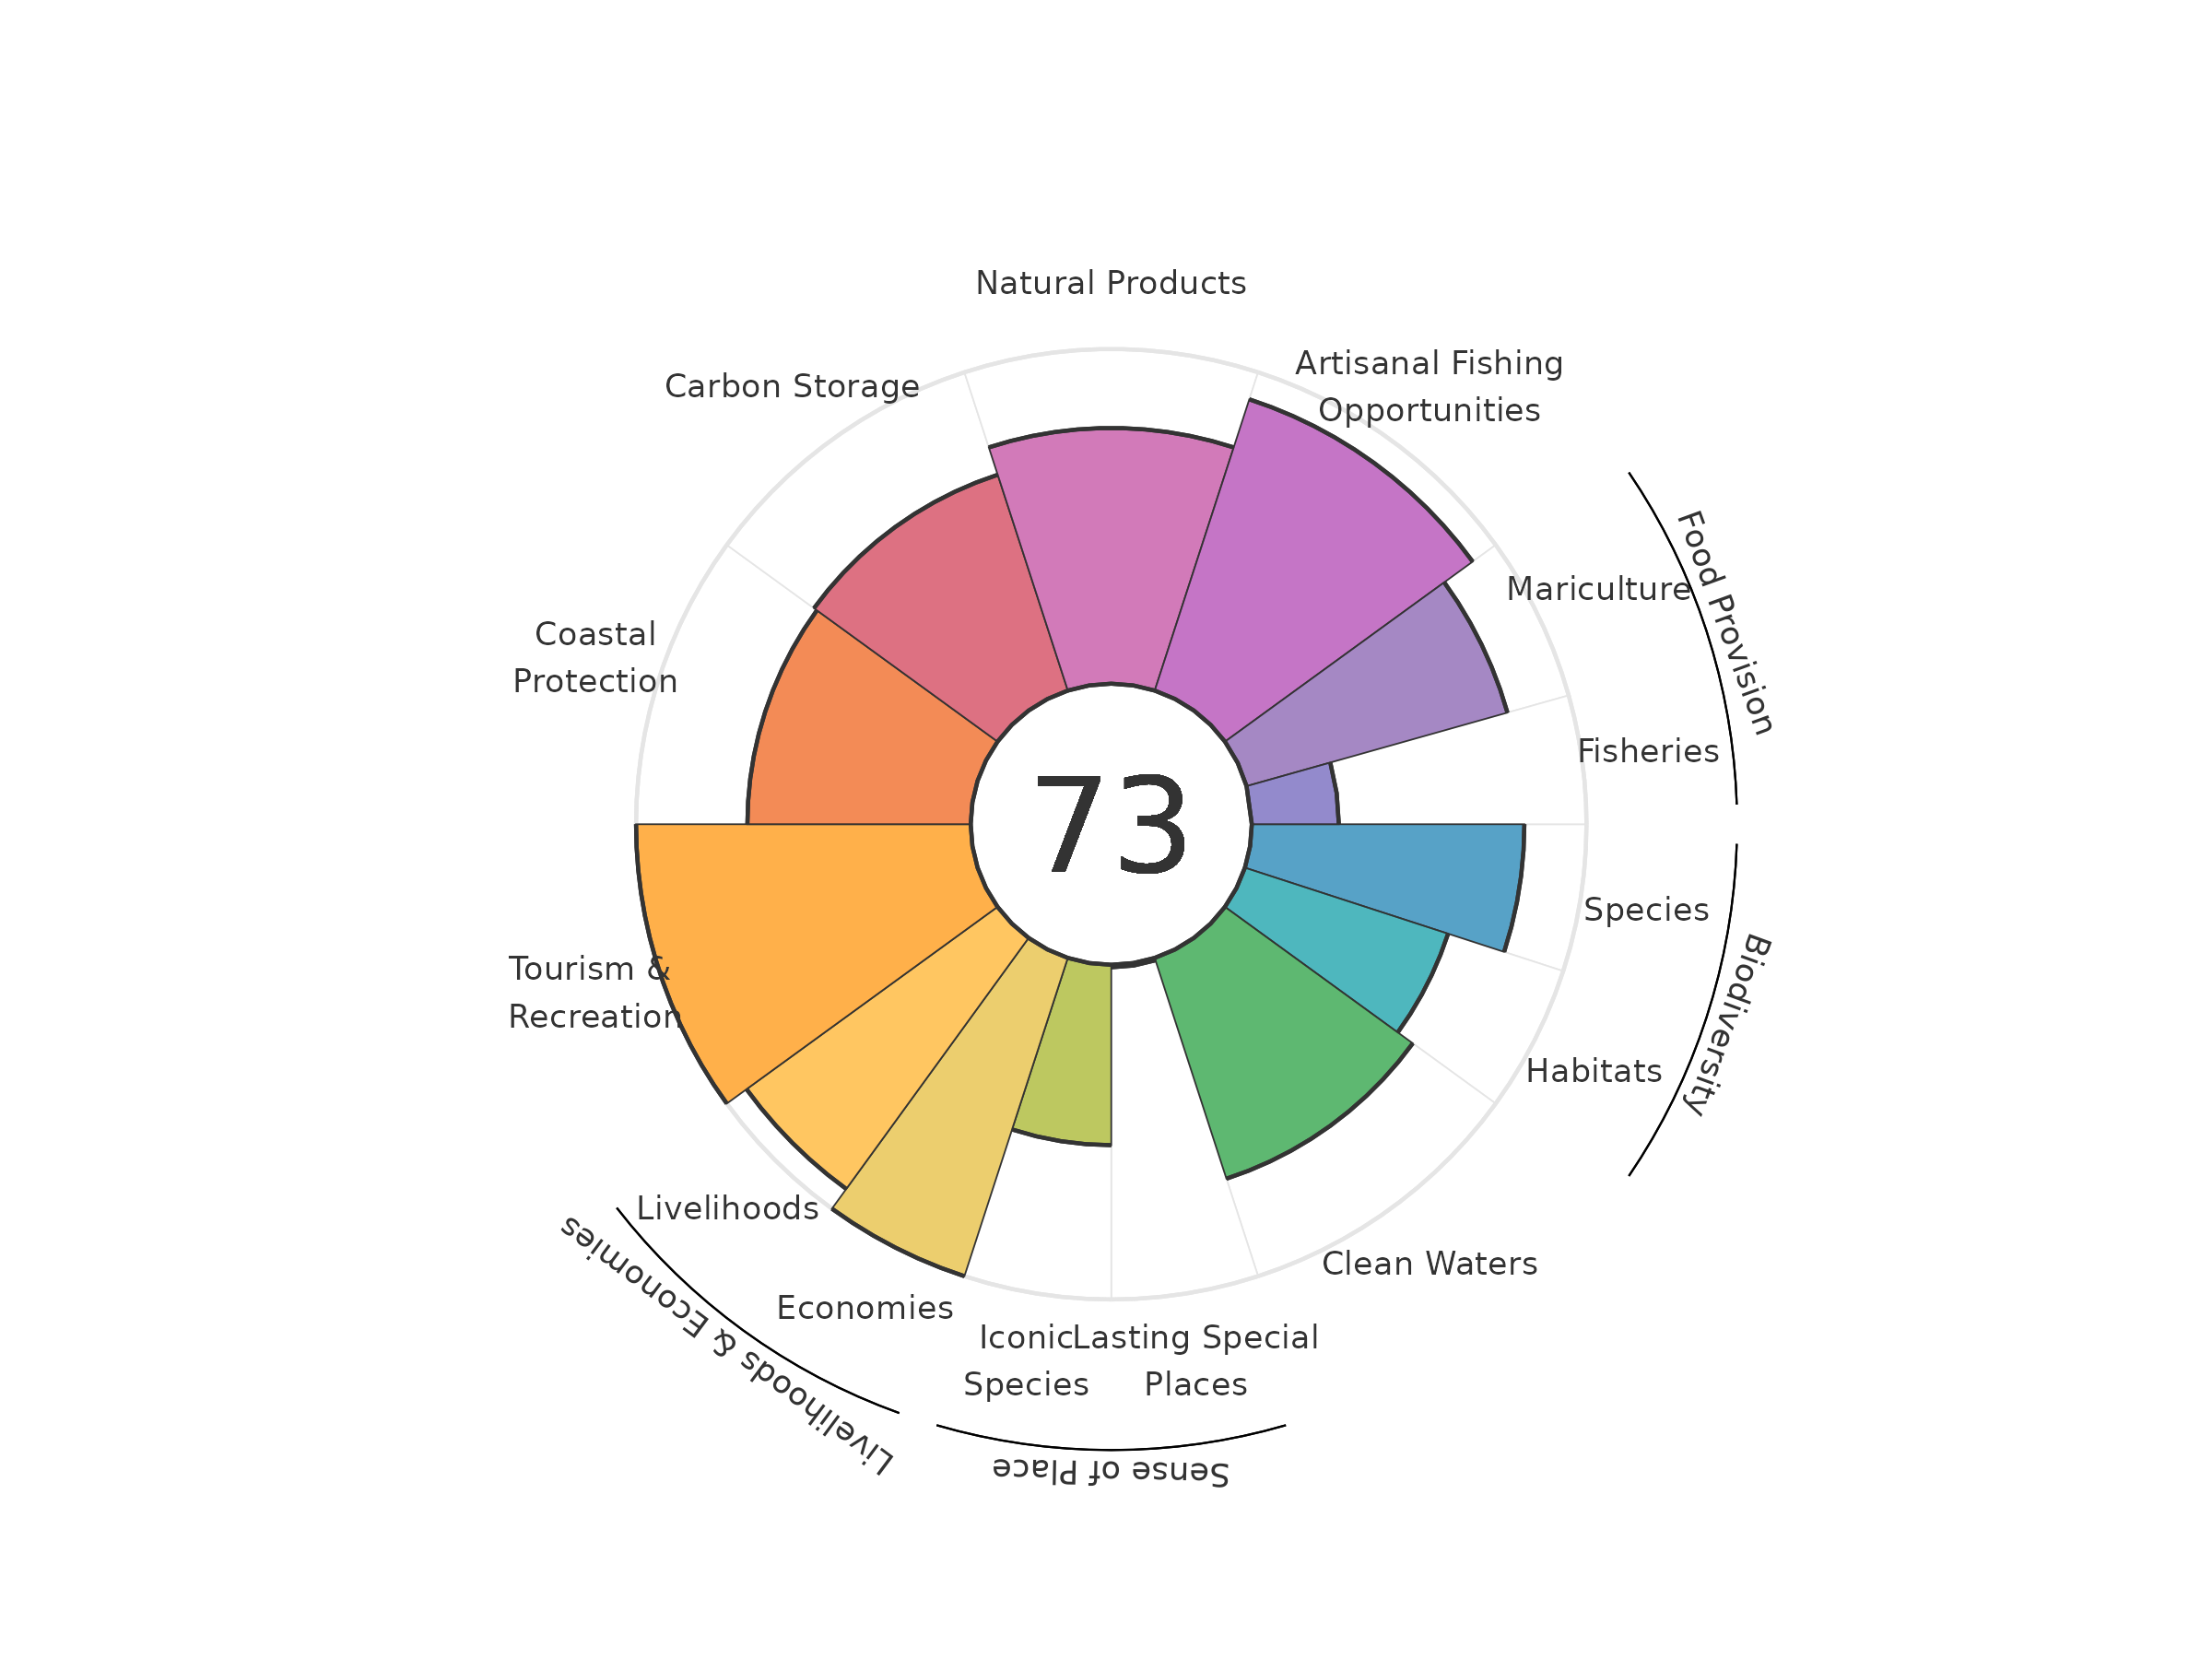 Natural Products
Artisanal Fishing
Opportunities
Carbon Storage
Food Provision
Mariculture
Coastal
Protection
Fisheries
73
Species
Biodiversity
Tourism &
Recreation
Habitats
Livelihoods
Clean Waters
Livelihoods & Economies
Economies
Iconic
Species
Lasting Special
Places
Sense of Place